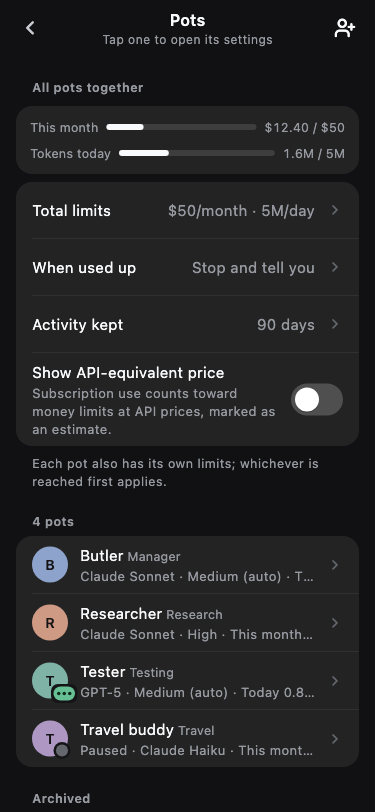 Pots
Tap one to open its settings
All pots together
This month $12.40 / $50
Tokens today 1.6M / 5M
Total limits $50/month · 5M/day
When used up Stop and tell you
Activity kept 90 days
Show API-equivalent price
Subscription use counts toward
money limits at API prices, marked as
an estimate.
Each pot also has its own limits; whichever is
reached first applies.
4 pots
B Butler Manager
Claude Sonnet · Medium (auto) · T...
R Researcher Research
Claude Sonnet · High · This month...
T Tester Testing
GPT-5 · Medium (auto) · Today 0.8...
T Travel buddy Travel
Paused · Claude Haiku · This mont...
Archived